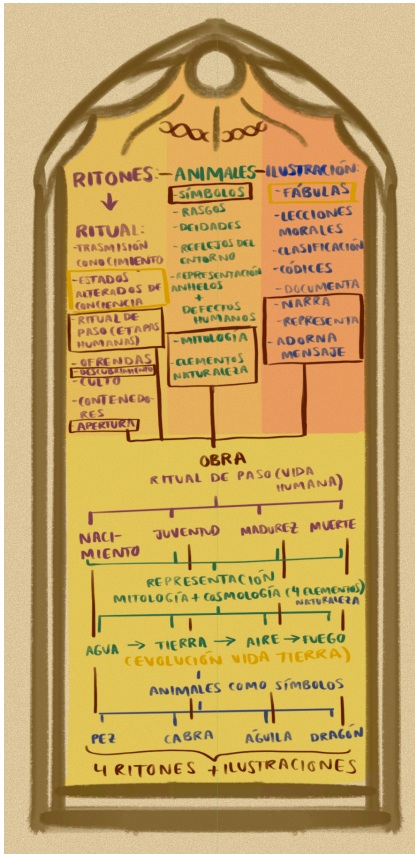 RITONES: - ANIMALES - ILUSTRACIÓN:
RITUAL:
-TRASMISIÓN
CONOCIMIENTO
-ESTADOS
ALTERADOS DE
CONCIENCIA
-RITUAL DE
PASO (ETAPAS
HUMANAS)
-OFRENDAS
-DESCUBRIMIENTO
-CULTO
-CONTENEDO-
RES
APERTURA
-SÍMBOLOS
-RASGOS
-DEIDADES
-REFLEJOS DEL
ENTORNO
-REPRESENTACIÓN
ANHELOS
+
DEFECTOS
HUMANOS
-MITOLOGÍA
-ELEMENTOS
NATURALEZA
-FÁBULAS
-LECCIONES
MORALES
-CLASIFICACIÓN
-CÓDICES
-DOCUMENTA
-NARRA
-REPRESENTA
-ADORNA
MENSAJE
OBRA
RITUAL DE PASO (VIDA
HUMANA)
NACI-
MIENTO
JUVENTUD
MADUREZ
MUERTE
REPRESENTACIÓN
MITOLOGÍA + COSMOLOGÍA (4 ELEMENTOS)
NATURALEZA
AGUA → TIERRA → AIRE → FUEGO
(EVOLUCIÓN VIDA TIERRA)
ANIMALES COMO SÍMBOLOS
PEZ CABRA ÁGUILA DRAGÓN
4 RITONES + ILUSTRACIONES